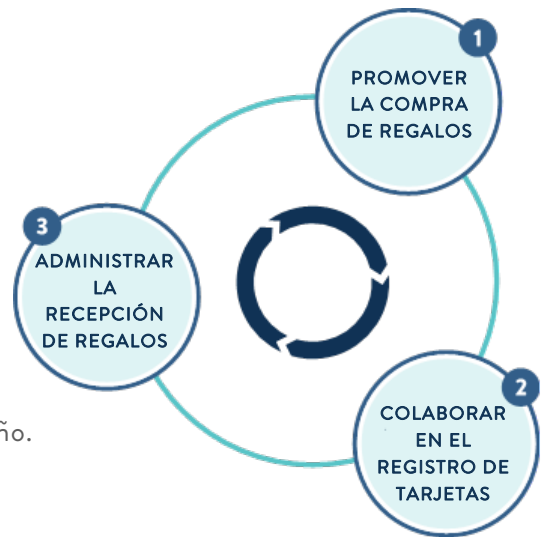 1
PROMOVER
LA COMPRA
DE REGALOS
2
COLABORAR
EN EL
REGISTRO DE
TARJETAS
3
ADMINISTRAR
LA
RECEPCIÓN
DE REGALOS
ño.